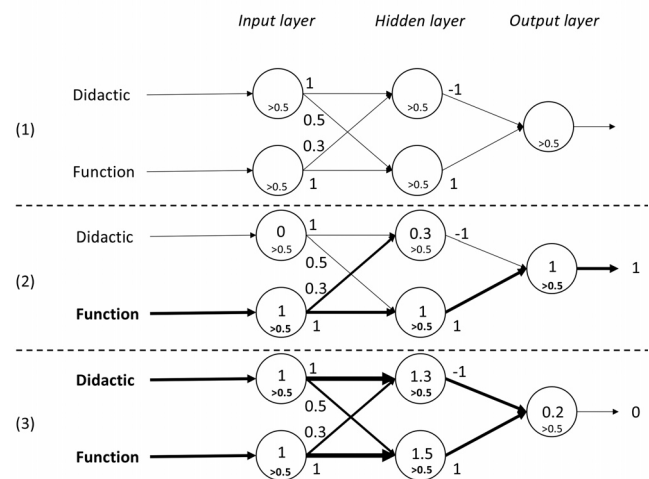 Input layer Hidden layer Output layer
Didactic 1 -1
>0.5 >0.5
0.5
>0.5
(1)
0.3
Function 1 1
>0.5 >0.5
Didactic 0 1 0.3 -1
>0.5 >0.5
0.5
1 1
>0.5
(2)
0.3
Function 1 1 1 1
>0.5 >0.5
Didactic 1 1 1.3 -1
>0.5 >0.5
0.5
0.2 0
>0.5
(3)
0.3
Function 1 1 1.5 1
>0.5 >0.5